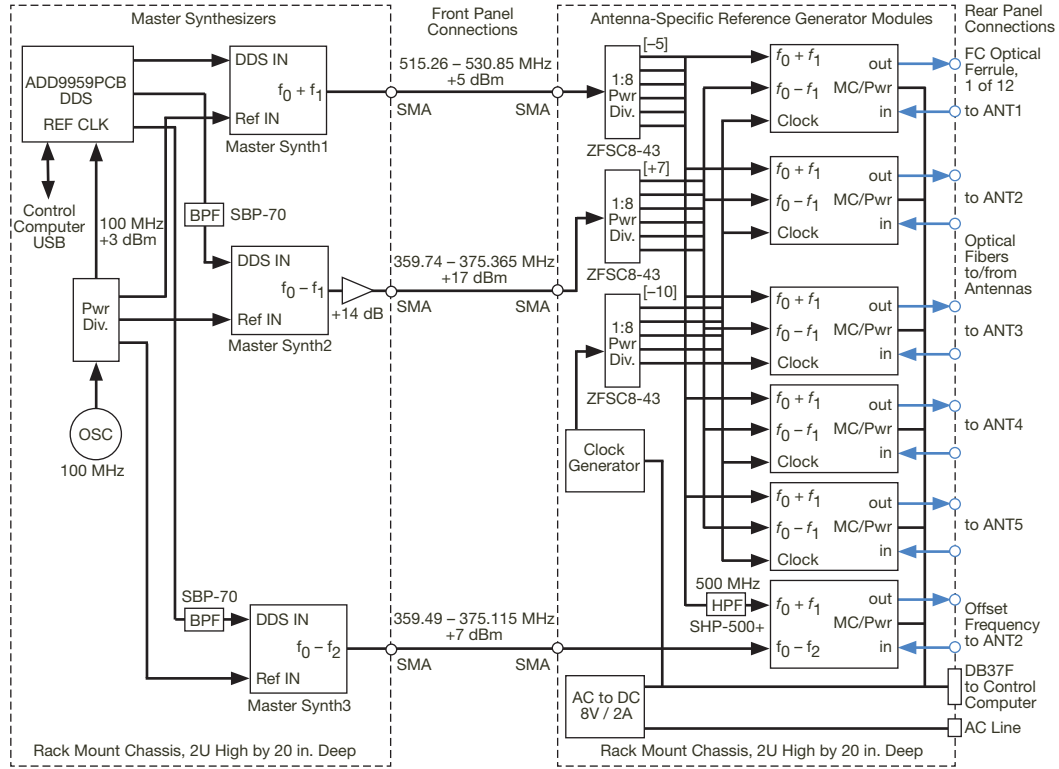 Master Synthesizers
Front Panel
Connections
Antenna-Specific Reference Generator Modules
Rear Panel
Connections
ADD9959PCB
DDS
REF CLK
DDS IN
f0 + f1
Ref IN
Master Synth1
515.26 – 530.85 MHz
+5 dBm
SMA
SMA
[–5]
1:8
Pwr
Div.
ZFSC8-43
f0 + f1
f0 – f1
Clock
out
MC/Pwr
in
FC Optical
Ferrule,
1 of 12
to ANT1
Control
Computer
USB
100 MHz
+3 dBm
BPF
SBP-70
[+7]
1:8
Pwr
Div.
ZFSC8-43
f0 + f1
f0 – f1
Clock
out
MC/Pwr
in
to ANT2
Optical
Fibers
to/from
Antennas
Pwr
Div.
DDS IN
f0 – f1
Ref IN
Master Synth2
+14 dB
359.74 – 375.365 MHz
+17 dBm
SMA
SMA
[–10]
1:8
Pwr
Div.
ZFSC8-43
f0 + f1
f0 – f1
Clock
out
MC/Pwr
in
to ANT3
OSC
100 MHz
Clock
Generator
f0 + f1
f0 – f1
Clock
out
MC/Pwr
in
to ANT4
f0 + f1
f0 – f1
Clock
out
MC/Pwr
in
to ANT5
SBP-70
BPF
DDS IN
f0 – f2
Ref IN
Master Synth3
359.49 – 375.115 MHz
+7 dBm
SMA
SMA
500 MHz
HPF
SHP-500+
f0 + f1
f0 – f2
out
MC/Pwr
in
Offset
Frequency
to ANT2
AC to DC
8V / 2A
DB37F
to Control
Computer
AC Line
Rack Mount Chassis, 2U High by 20 in. Deep
Rack Mount Chassis, 2U High by 20 in. Deep